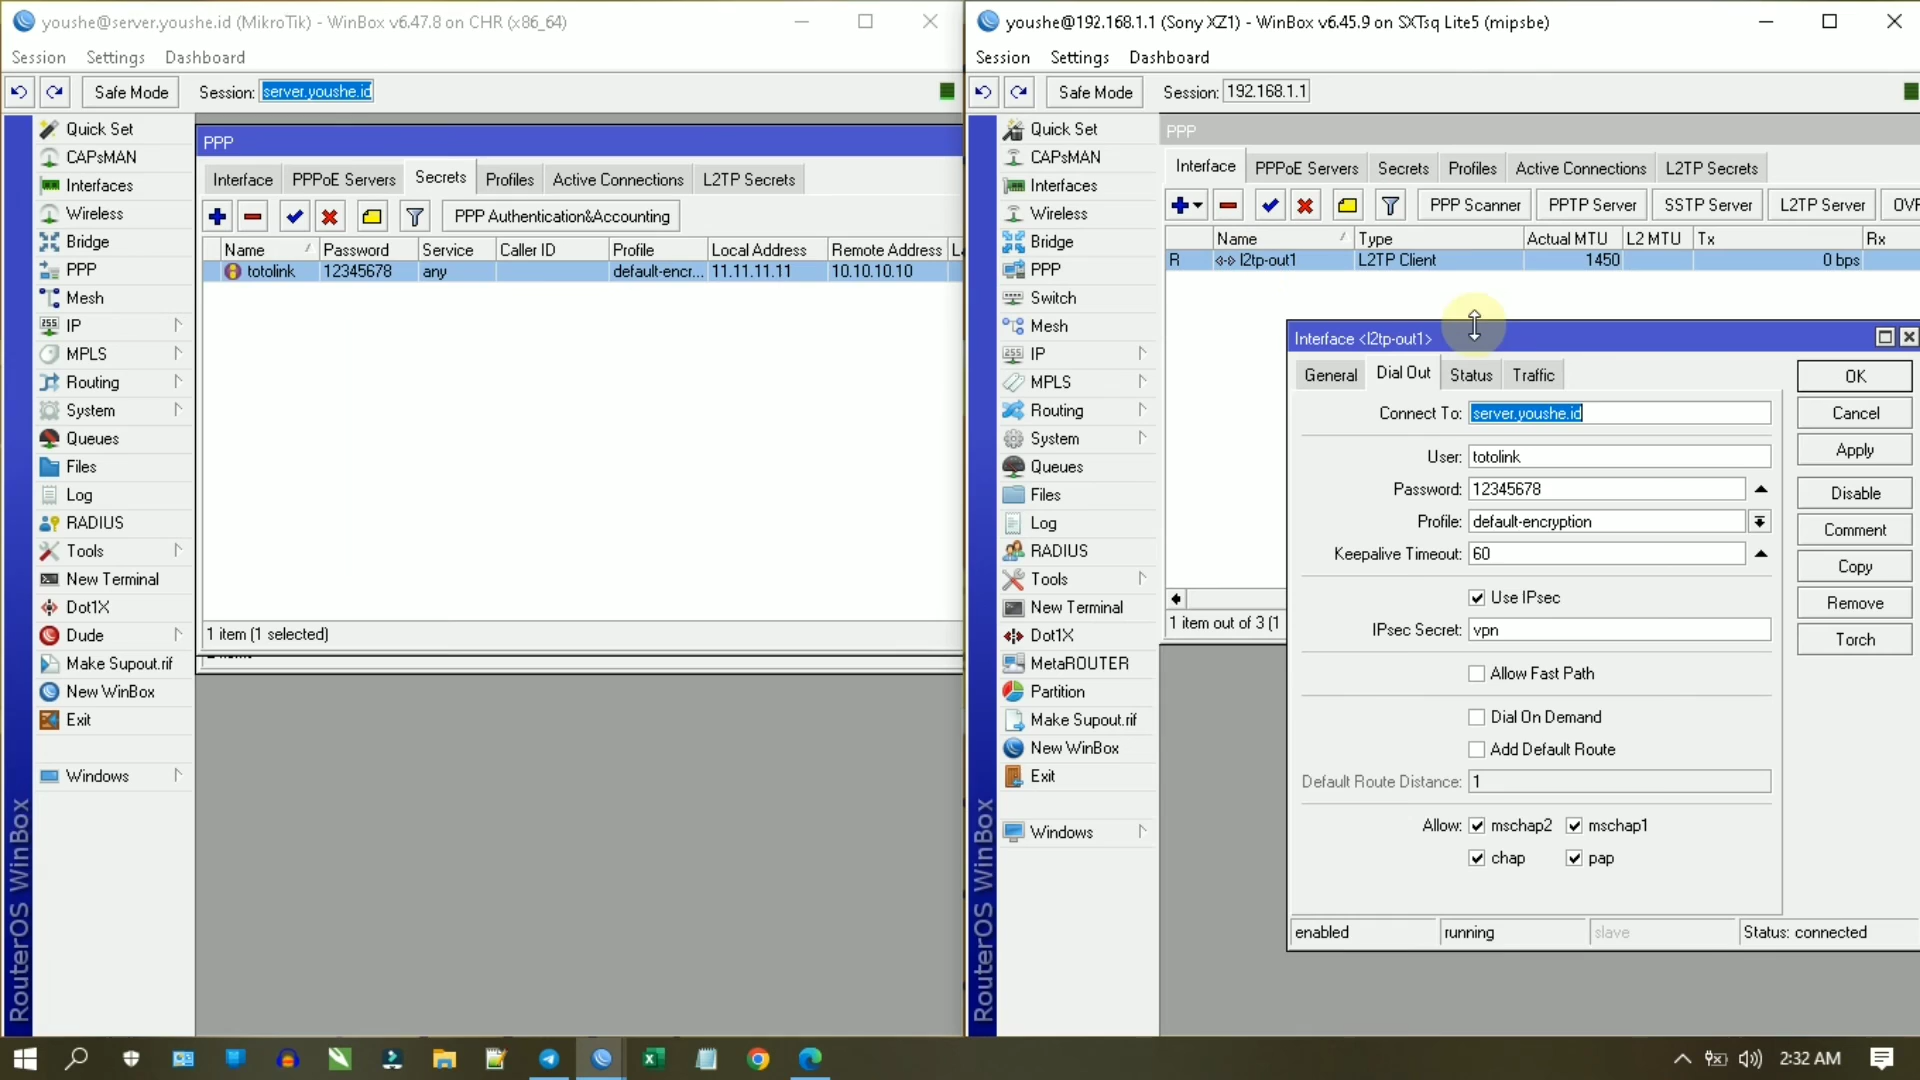 youshe@server.youshe.id (MikroTik) - WinBox v6.47.8 on CHR (x86_64)
Session Settings Dashboard
Safe Mode Session: server.youshe.id
Quick Set
CAPsMAN
Interfaces
Wireless
Bridge
PPP
Mesh
IP
MPLS
Routing
System
Queues
Files
Log
RADIUS
Tools
New Terminal
Dot1X
Dude
Make Supout.rif
New WinBox
Exit
Windows
RouterOS WinBox
PPP
Interface PPPoE Servers Secrets Profiles Active Connections L2TP Secrets
PPP Authentication&Accounting
Name Password Service Caller ID Profile Local Address Remote Address
totolink 12345678 any default-encr... 11.11.11.11 10.10.10.10
1 item (1 selected)
youshe@192.168.1.1 (Sony XZ1) - WinBox v6.45.9 on SXTsq Lite5 (mipsbe)
Session Settings Dashboard
Safe Mode Session: 192.168.1.1
Quick Set
CAPsMAN
Interfaces
Wireless
Bridge
PPP
Switch
Mesh
IP
MPLS
Routing
System
Queues
Files
Log
RADIUS
Tools
New Terminal
Dot1X
MetaROUTER
Partition
Make Supout.rif
New WinBox
Exit
Windows
RouterOS WinBox
PPP
Interface PPPoE Servers Secrets Profiles Active Connections L2TP Secrets
PPP Scanner PPTP Server SSTP Server L2TP Server
Name Type Actual MTU L2 MTU Tx Rx
R l2tp-out1 L2TP Client 1450 0 bps
1 item out of 3 (1
Interface <l2tp-out1>
General Dial Out Status Traffic
Connect To: server.youshe.id
User: totolink
Password: 12345678
Profile: default-encryption
Keepalive Timeout: 60
Use IPsec
IPsec Secret: vpn
Allow Fast Path
Dial On Demand
Add Default Route
Default Route Distance: 1
Allow: mschap2 mschap1
chap pap
OK
Cancel
Apply
Disable
Comment
Copy
Remove
Torch
enabled running slave Status: connected
2:32 AM